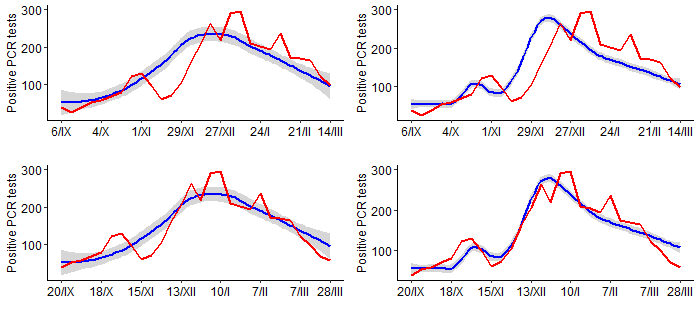 300
200
100
Positive PCR tests
6/IX 4/X 1/XI 29/XI 27/XII 24/I 21/II 14/III
300
200
100
Positive PCR tests
6/IX 4/X 1/XI 29/XI 27/XII 24/I 21/II 14/III
300
200
100
Positive PCR tests
20/IX 18/X 15/XI 13/XII 10/I 7/II 7/III 28/III
300
200
100
Positive PCR tests
20/IX 18/X 15/XI 13/XII 10/I 7/II 7/III 28/III